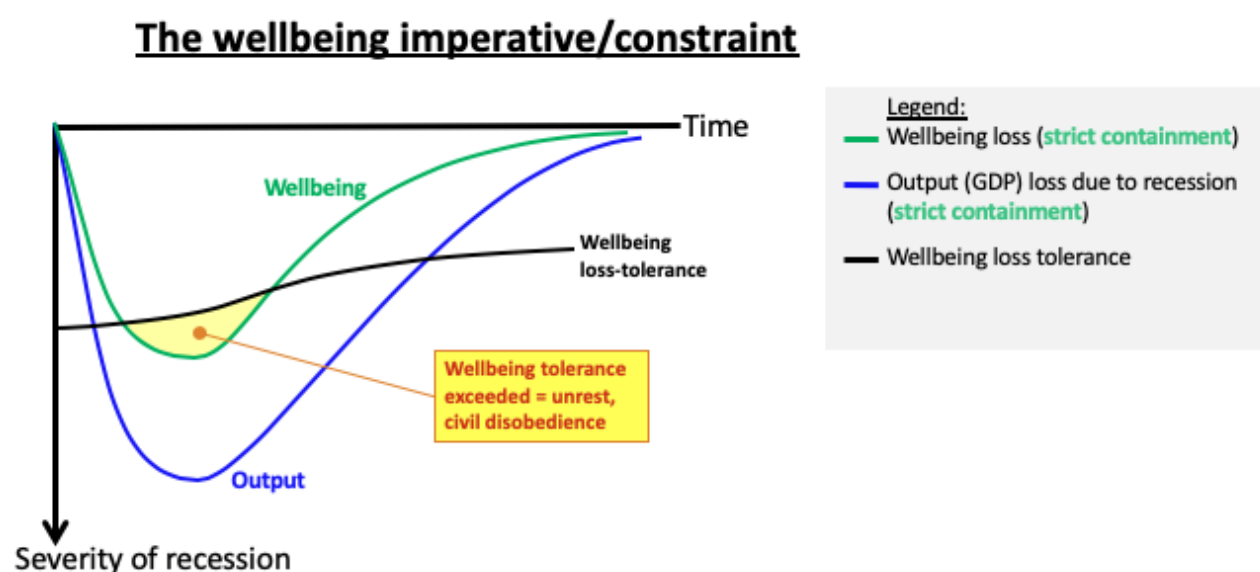 The wellbeing imperative/constraint
Time
Wellbeing
Wellbeing
loss-tolerance
Wellbeing tolerance
exceeded = unrest,
civil disobedience
Output
Severity of recession
Legend:
Wellbeing loss (strict containment)
Output (GDP) loss due to recession
(strict containment)
Wellbeing loss tolerance